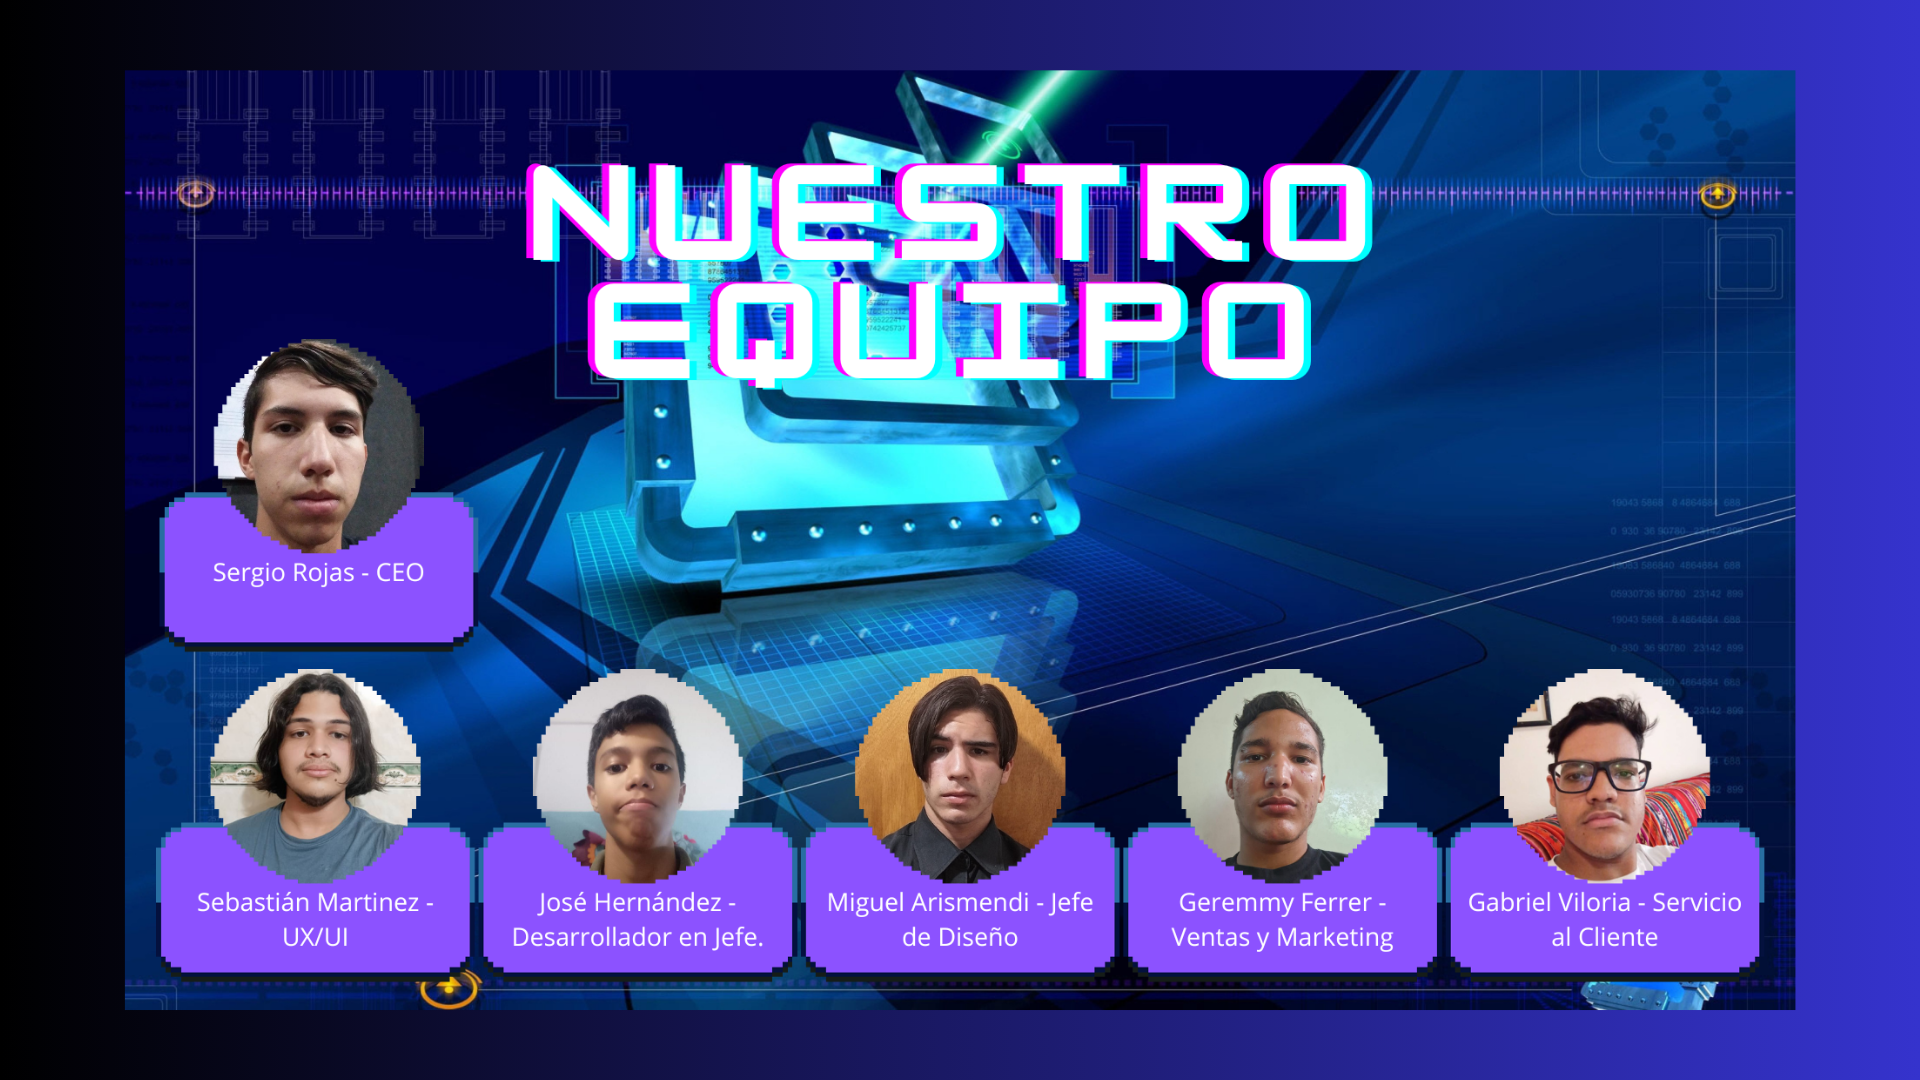 NUESTRO
EQUIPO
Sergio Rojas - CEO
Sebastián Martinez -
UX/UI
José Hernández -
Desarrollador en Jefe.
Miguel Arismendi - Jefe
de Diseño
Geremmy Ferrer -
Ventas y Marketing
Gabriel Viloria - Servicio
al Cliente